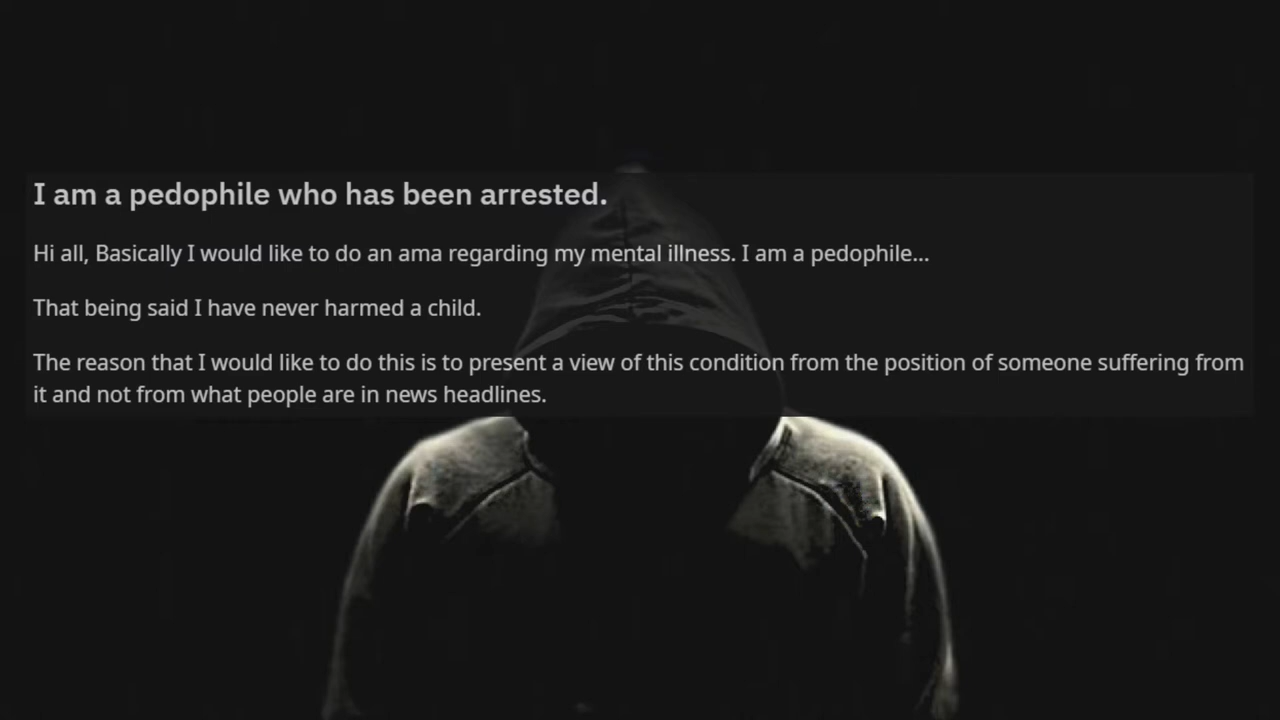 I am a pedophile who has been arrested.
Hi all, Basically I would like to do an ama regarding my mental illness. I am a pedophile...
That being said I have never harmed a child.
The reason that I would like to do this is to present a view of this condition from the position of someone suffering from
it and not from what people are in news headlines.